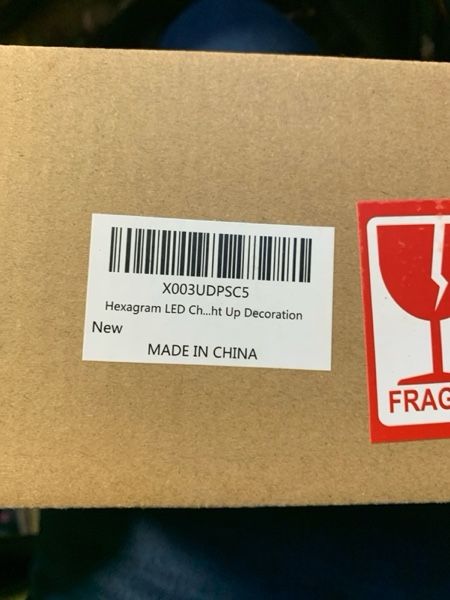 X003UDPSC5
Hexagram LED Ch...ht Up Decoration
New
MADE IN CHINA
FRAG